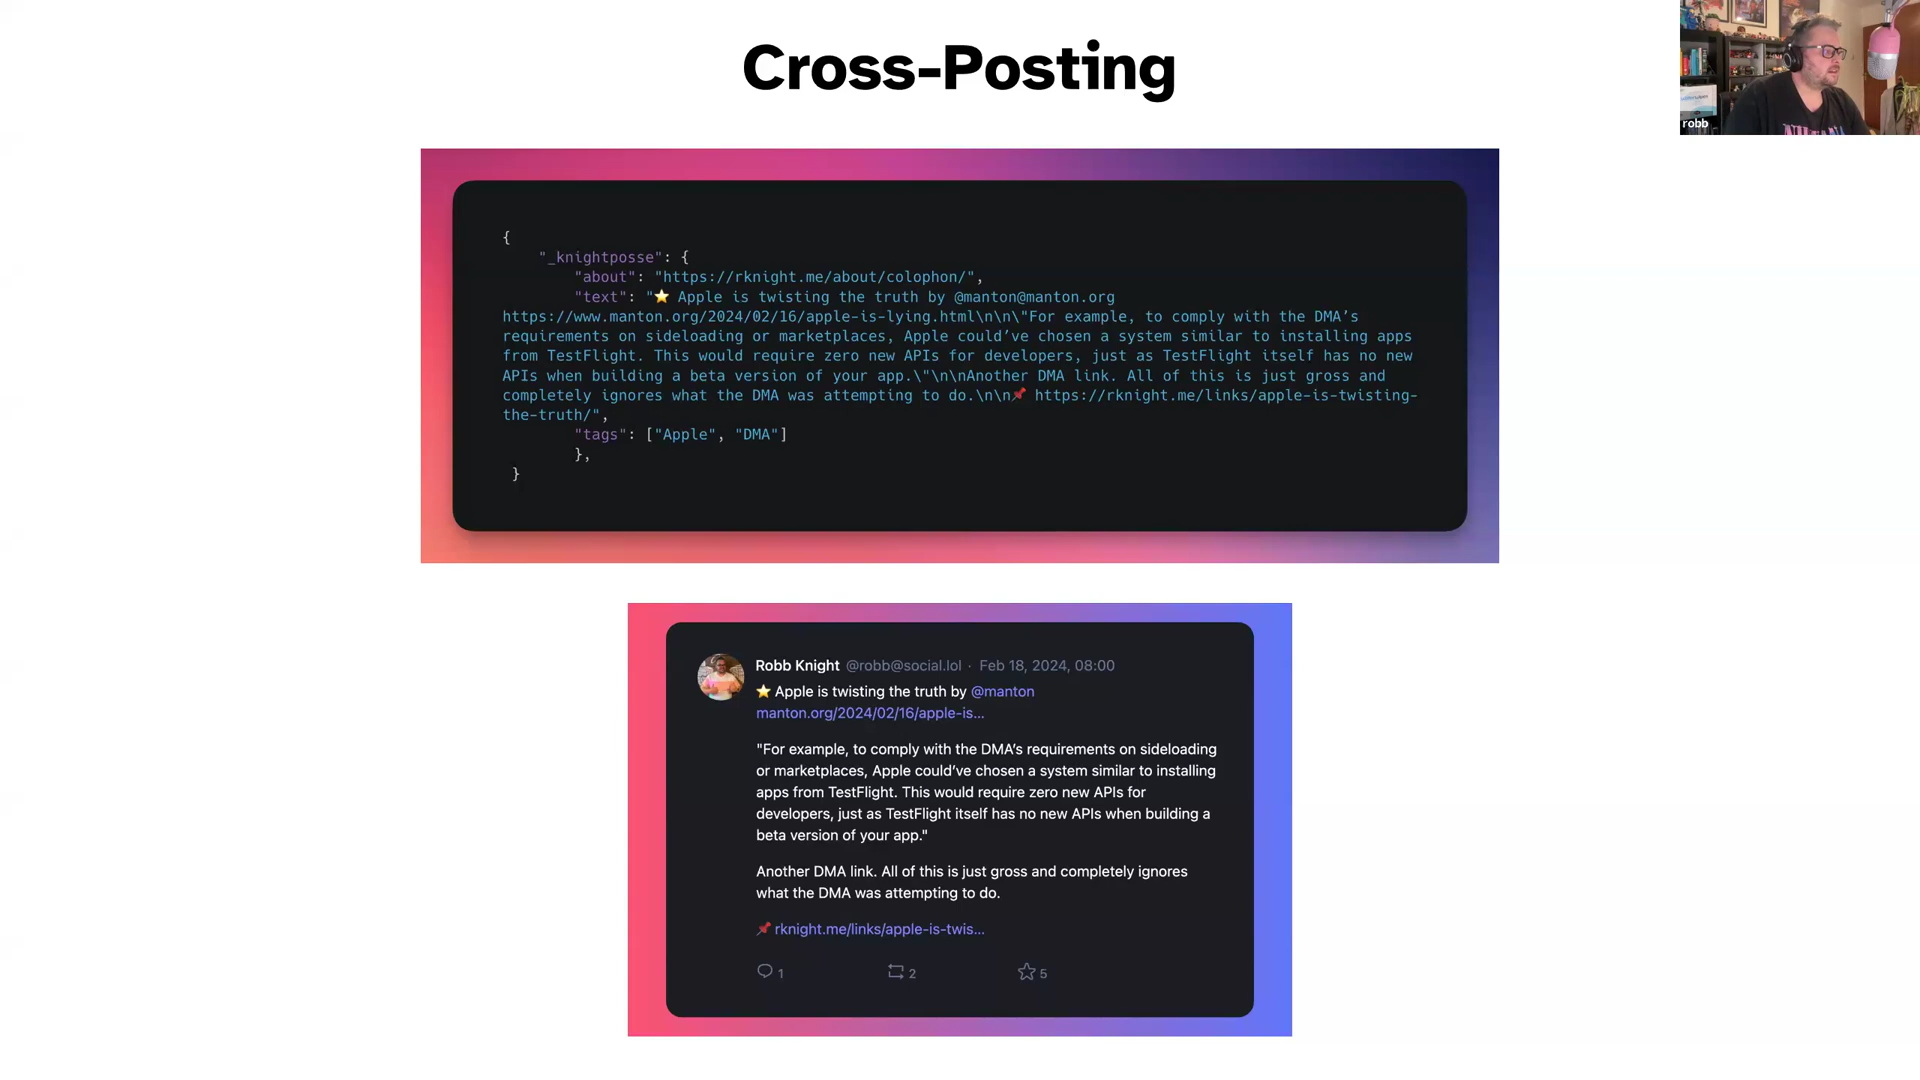 Cross-Posting
robb
{
"_knightposse": {
"about": "https://rknight.me/about/colophon/",
"text": "⭐ Apple is twisting the truth by @manton@manton.org
https://www.manton.org/2024/02/16/apple-is-lying.html\n\n\"For example, to comply with the DMA’s
requirements on sideloading or marketplaces, Apple could’ve chosen a system similar to installing apps
from TestFlight. This would require zero new APIs for developers, just as TestFlight itself has no new
APIs when building a beta version of your app.\"\n\nAnother DMA link. All of this is just gross and
completely ignores what the DMA was attempting to do.\n\n📌 https://rknight.me/links/apple-is-twisting-
the-truth/",
"tags": ["Apple", "DMA"]
},
}
Robb Knight @robb@social.lol · Feb 18, 2024, 08:00
⭐ Apple is twisting the truth by @manton
manton.org/2024/02/16/apple-is...
"For example, to comply with the DMA’s requirements on sideloading
or marketplaces, Apple could’ve chosen a system similar to installing
apps from TestFlight. This would require zero new APIs for
developers, just as TestFlight itself has no new APIs when building a
beta version of your app."
Another DMA link. All of this is just gross and completely ignores
what the DMA was attempting to do.
📌 rknight.me/links/apple-is-twis...
1 2 5